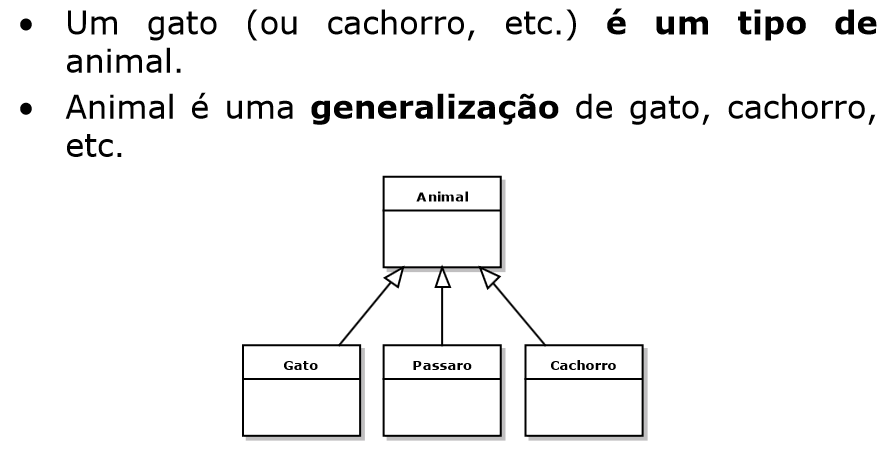 • Um gato (ou cachorro, etc.) é um tipo de
animal.
• Animal é uma generalização de gato, cachorro,
etc.
Animal
Gato
Passaro
Cachorro